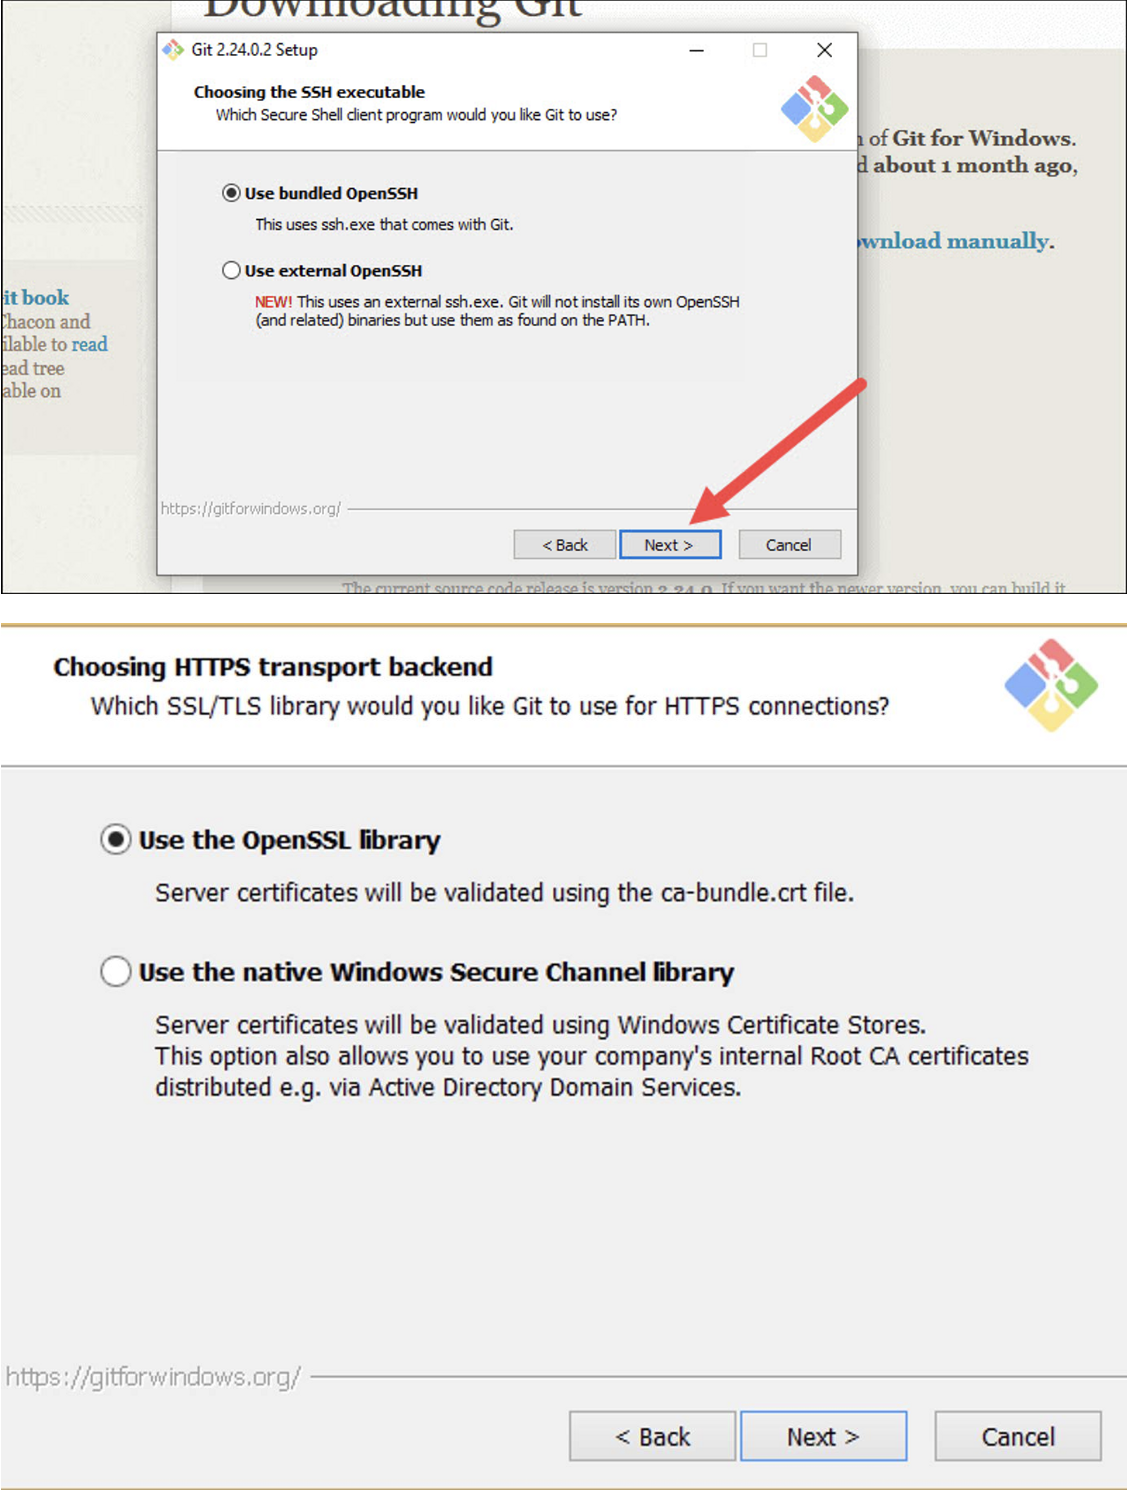 Downloading Git
Git 2.24.0.2 Setup
Choosing the SSH executable
Which Secure Shell client program would you like Git to use?
of Git for Windows.
about 1 month ago,
Use bundled OpenSSH
This uses ssh.exe that comes with Git.
wnload manually.
Use external OpenSSH
NEW! This uses an external ssh.exe. Git will not install its own OpenSSH
(and related) binaries but use them as found on the PATH.
it book
Chacon and
ilable to read
ead tree
able on
https://gitforwindows.org/
< Back
Next >
Cancel
The current source code release is version 2.24.0. If you want the newer version, you can build it
Choosing HTTPS transport backend
Which SSL/TLS library would you like Git to use for HTTPS connections?
Use the OpenSSL library
Server certificates will be validated using the ca-bundle.crt file.
Use the native Windows Secure Channel library
Server certificates will be validated using Windows Certificate Stores.
This option also allows you to use your company's internal Root CA certificates
distributed e.g. via Active Directory Domain Services.
https://gitforwindows.org/
< Back
Next >
Cancel